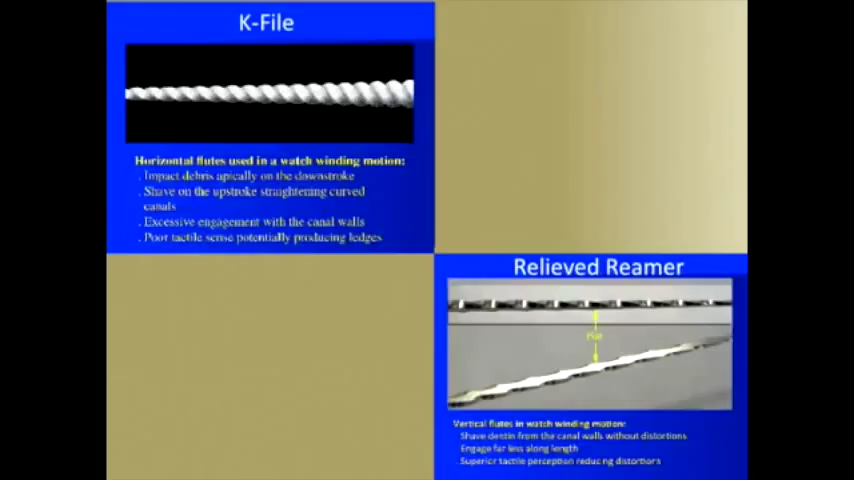 K-File
Horizontal flutes used in a watch winding motion:
. Impact debris apically on the downstroke
. Shave on the upstroke straightening curved
canals
. Excessive engagement with the canal walls
. Poor tactile sense potentially producing ledges
Relieved Reamer
Flat
Vertical flutes in watch winding motion:
Shave dentin from the canal walls without distortions
Engage far less along length
Superior tactile perception reducing distortions